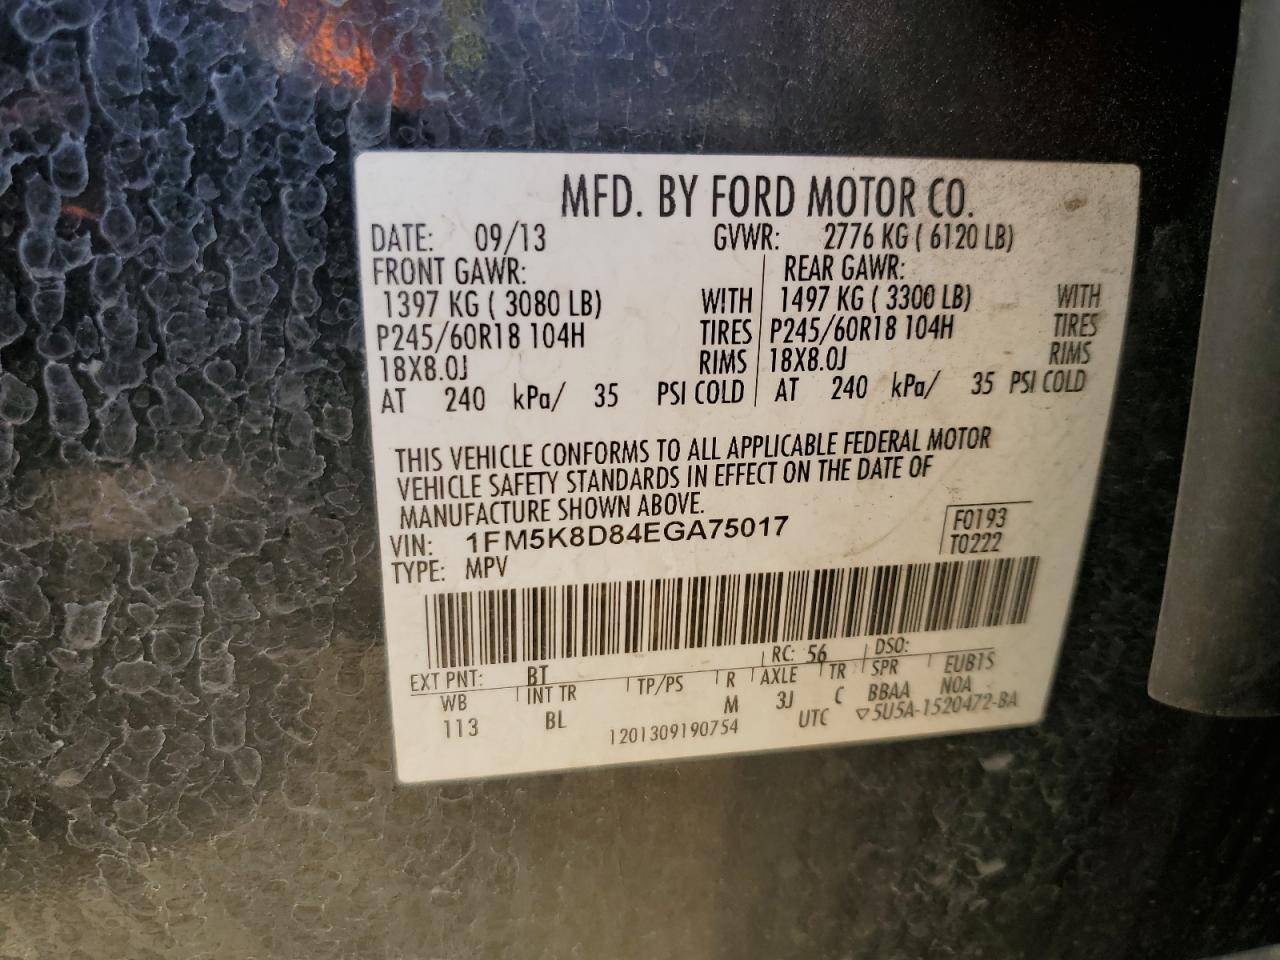 MFD. BY FORD MOTOR CO.
DATE: 09/13 GVWR: 2776 KG ( 6120 LB)
FRONT GAWR: REAR GAWR:
1397 KG ( 3080 LB) WITH 1497 KG ( 3300 LB) WITH
P245/60R18 104H TIRES P245/60R18 104H TIRES
18X8.0J RIMS 18X8.0J RIMS
AT 240 kPa/ 35 PSI COLD AT 240 kPa/ 35 PSI COLD
THIS VEHICLE CONFORMS TO ALL APPLICABLE FEDERAL MOTOR
VEHICLE SAFETY STANDARDS IN EFFECT ON THE DATE OF
MANUFACTURE SHOWN ABOVE.
VIN: 1FM5K8D84EGA75017 F0193
TYPE: MPV T0222
EXT PNT: BT RC: 56 DSO:
WB INT TR TP/PS R AXLE TR SPR EUB1S
113 BL M 3J C BBAA NOA
1201309190754 UTC ▽5U5A-1520472-BA